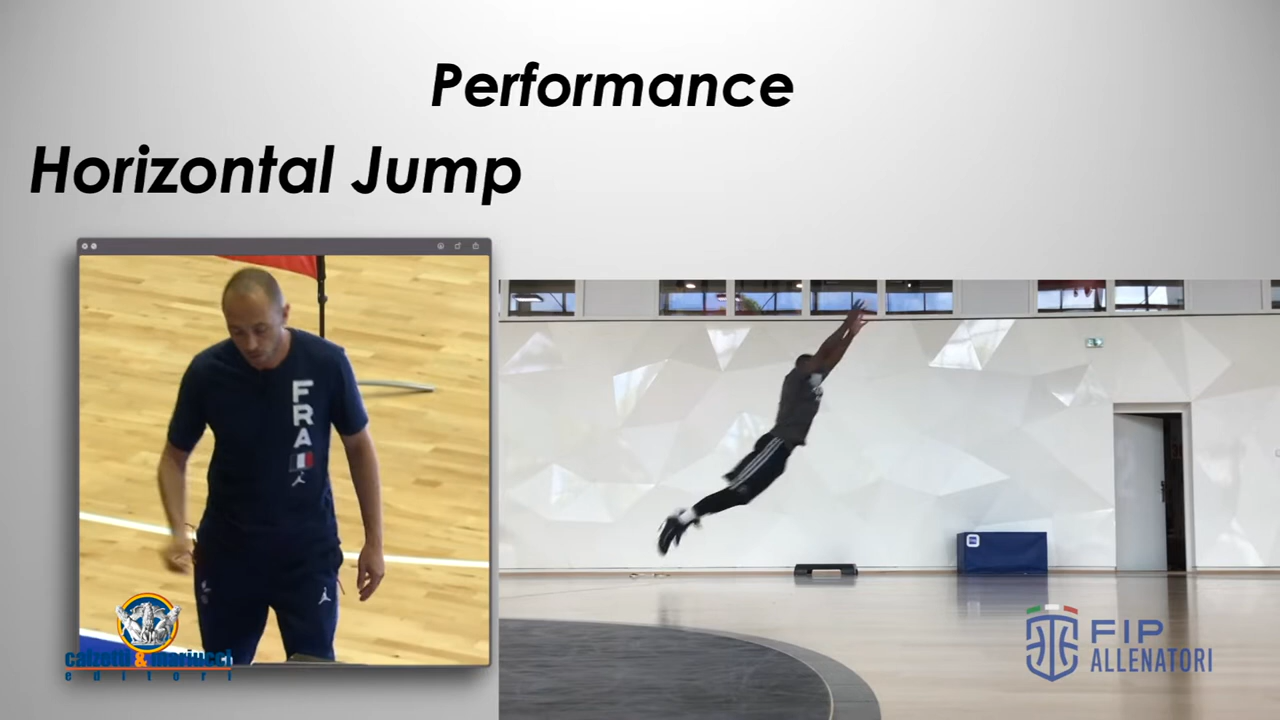 Performance
Horizontal Jump
FRA
calzetti & mariucci
editori
FIP
ALLENATORI